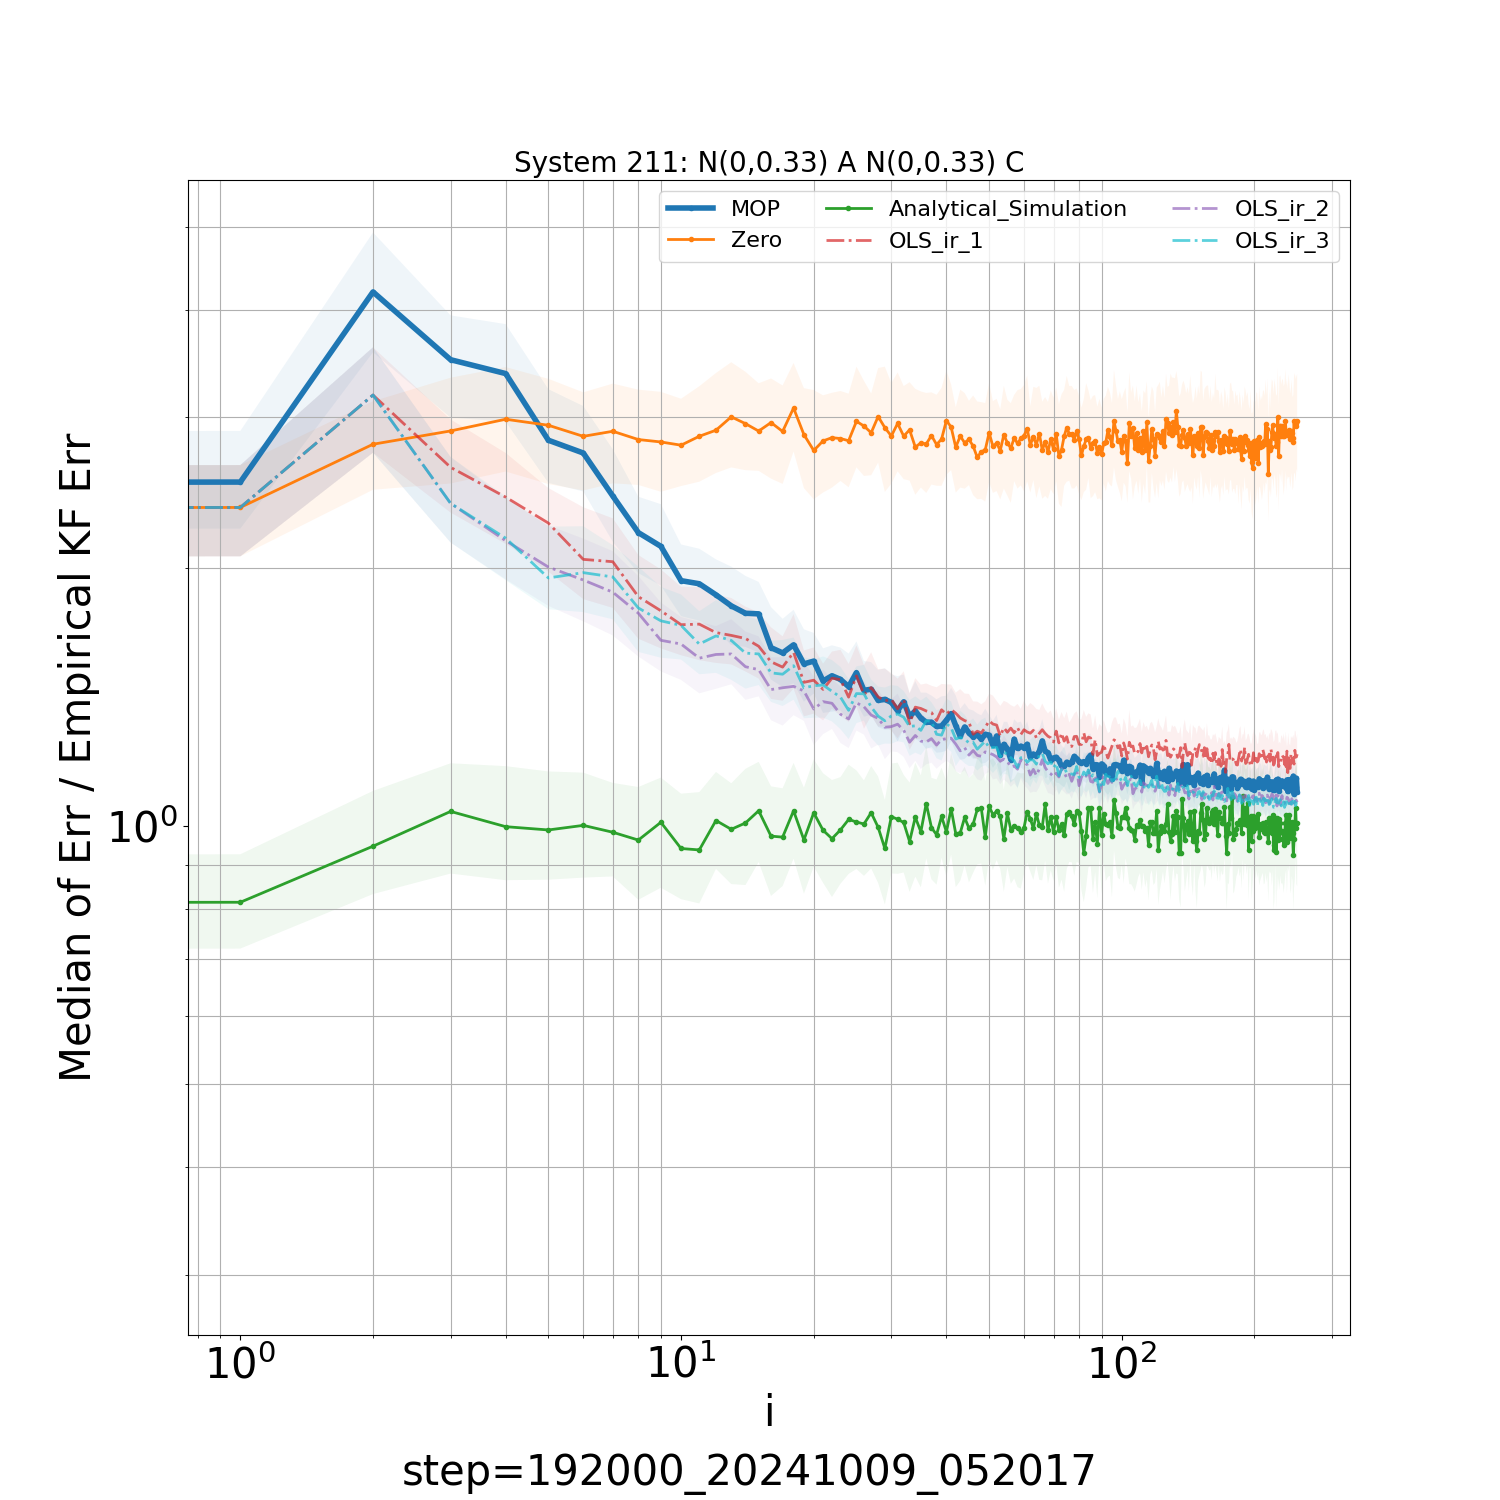 System 211: N(0,0.33) A N(0,0.33) C
MOP
Zero
Analytical_Simulation
OLS_ir_1
OLS_ir_2
OLS_ir_3
Median of Err / Empirical KF Err
10⁰
10⁰ 10¹ 10²
i
step=192000_20241009_052017